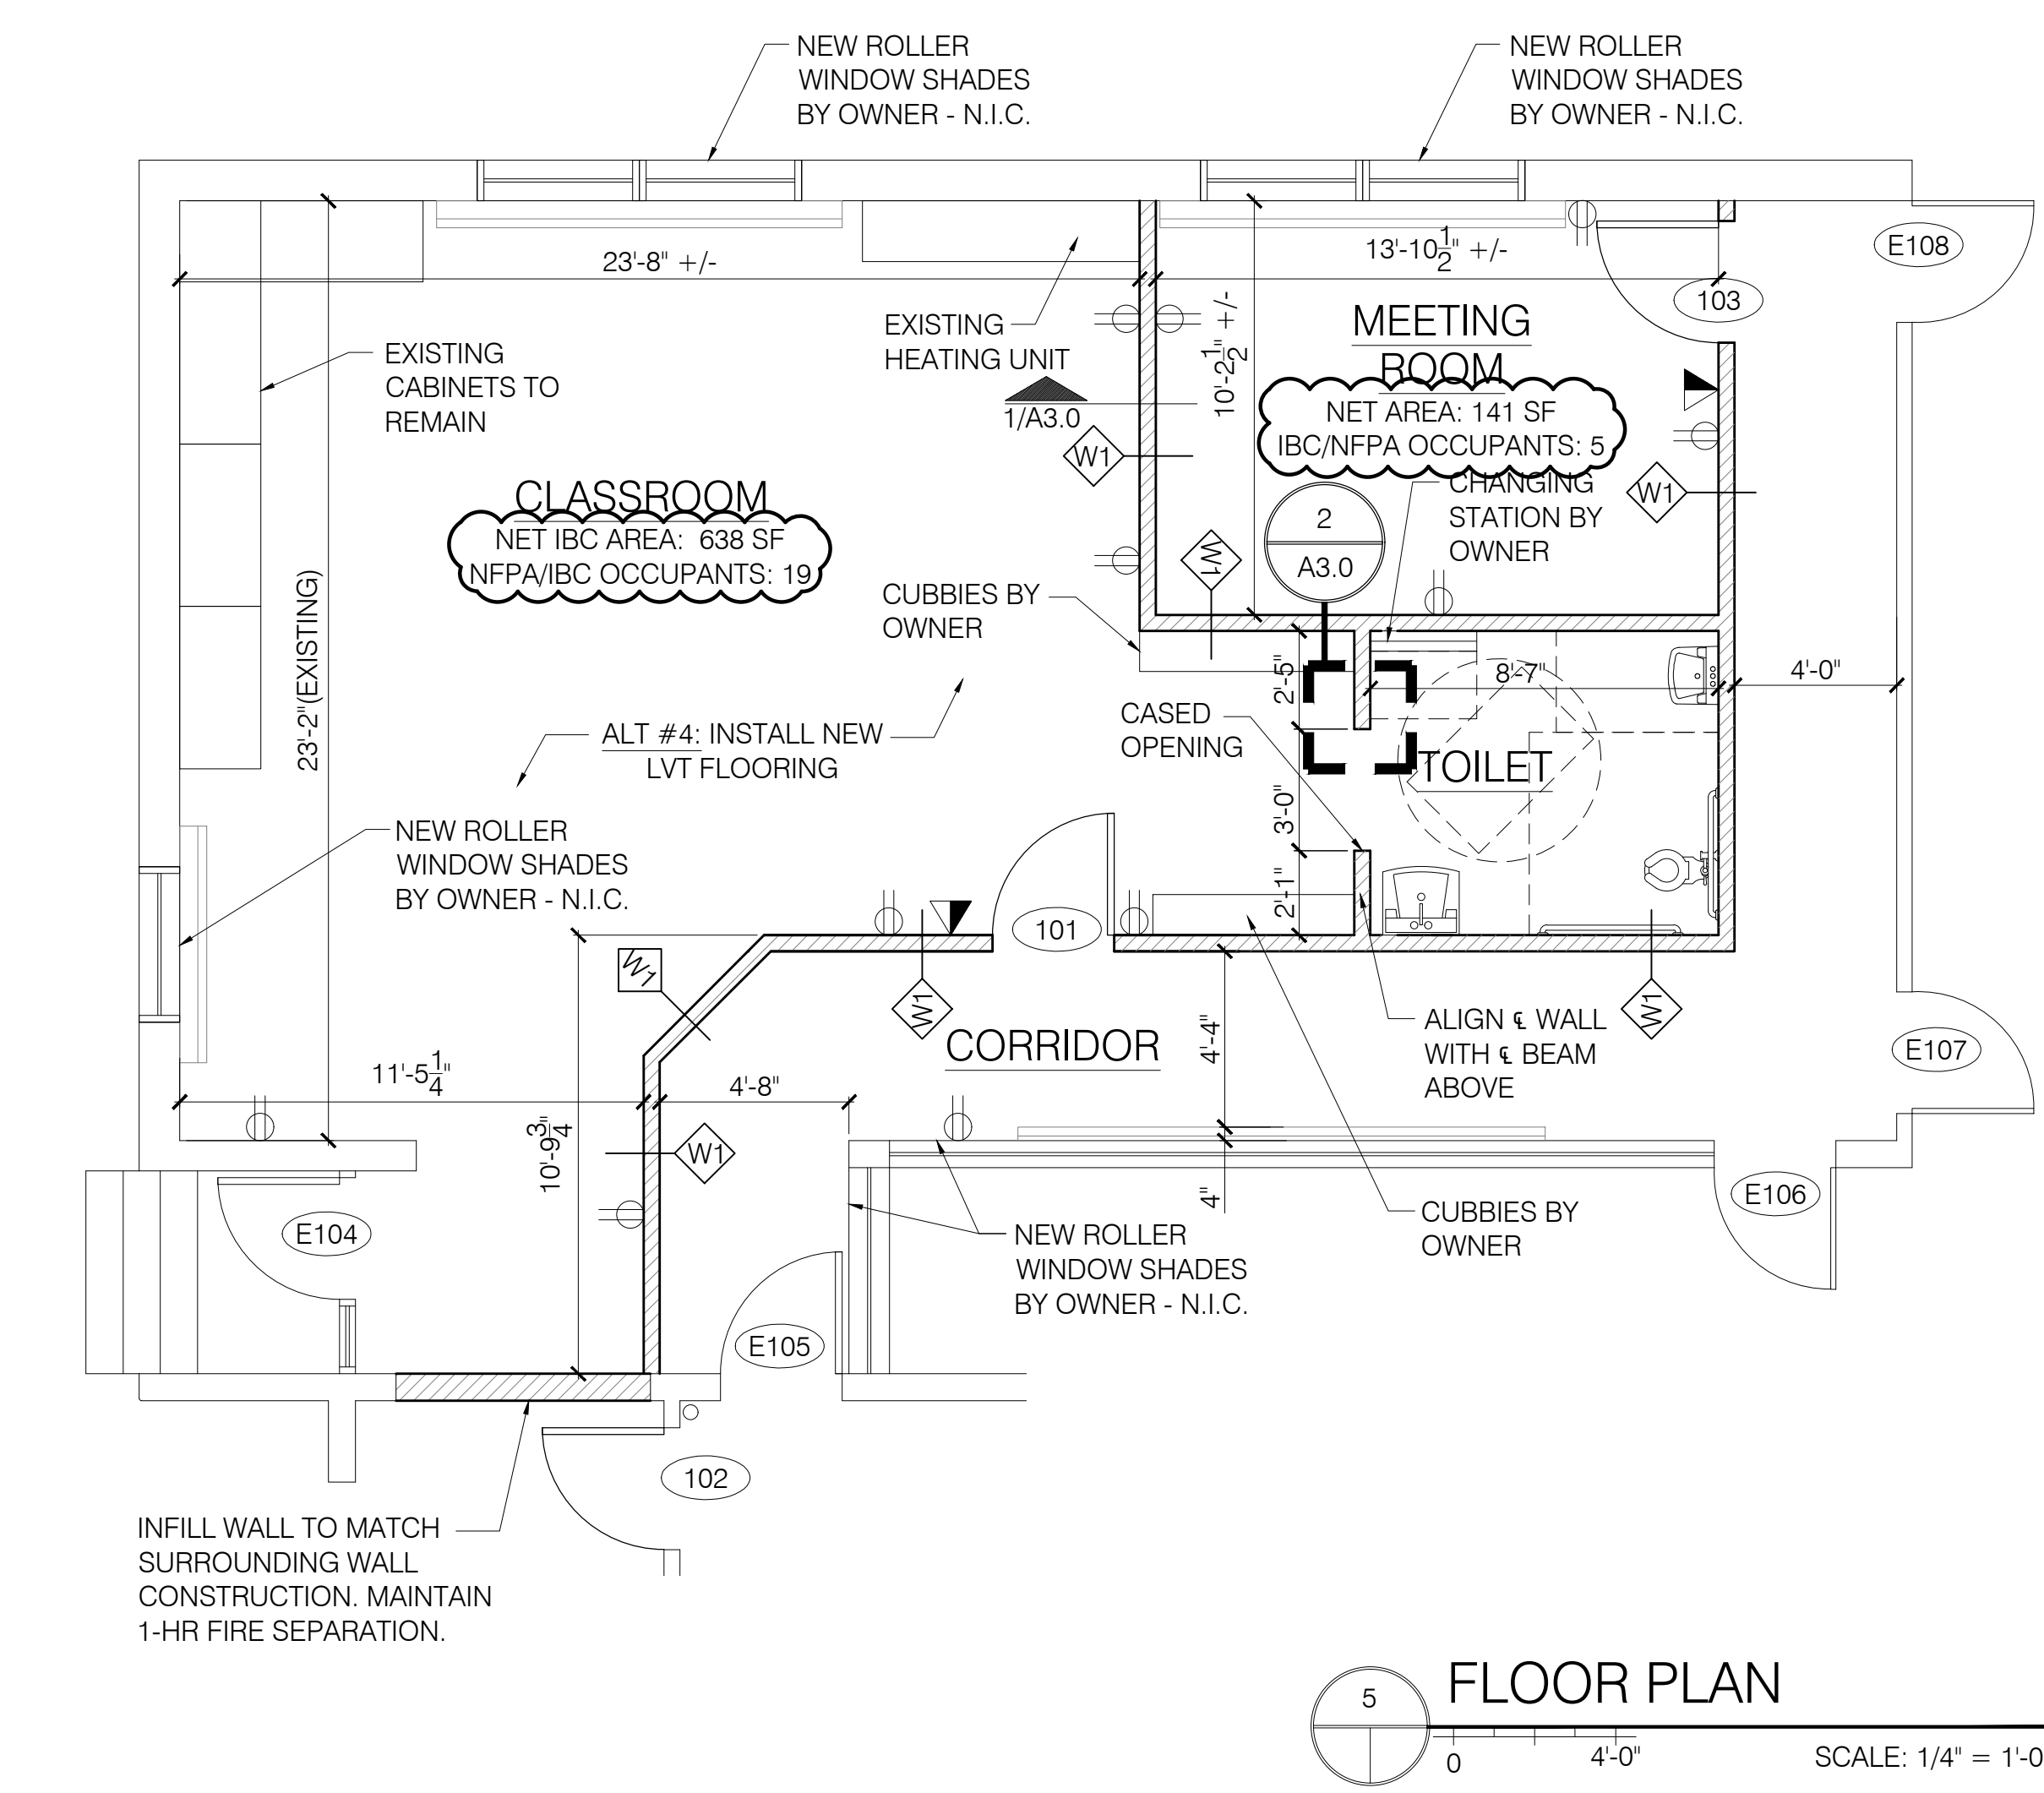 NEW ROLLER
WINDOW SHADES
BY OWNER - N.I.C.
NEW ROLLER
WINDOW SHADES
BY OWNER - N.I.C.
E108
23'-8" +/-
13'-10 1/2" +/-
103
EXISTING
HEATING UNIT
10'-2 1/2" +/-
MEETING
ROOM
NET AREA: 141 SF
IBC/NFPA OCCUPANTS: 5
EXISTING
CABINETS TO
REMAIN
1/A3.0
W1
W1
CHANGING
STATION BY
OWNER
CLASSROOM
NET IBC AREA: 638 SF
NFPA/IBC OCCUPANTS: 19
2
A3.0
W1
CUBBIES BY
OWNER
23'-2"(EXISTING)
2'-5"
8'-7"
4'-0"
CASED
OPENING
ALT #4: INSTALL NEW
LVT FLOORING
TOILET
3'-0"
NEW ROLLER
WINDOW SHADES
BY OWNER - N.I.C.
2'-1"
101
W1
W1
W1
ALIGN ℄ WALL
WITH ℄ BEAM
ABOVE
CORRIDOR
4'-4"
E107
11'-5 1/4"
4'-8"
10'-9 3/4"
W1
4"
E106
E104
CUBBIES BY
OWNER
NEW ROLLER
WINDOW SHADES
BY OWNER - N.I.C.
E105
102
INFILL WALL TO MATCH
SURROUNDING WALL
CONSTRUCTION. MAINTAIN
1-HR FIRE SEPARATION.
5
FLOOR PLAN
0
4'-0"
SCALE: 1/4" = 1'-0